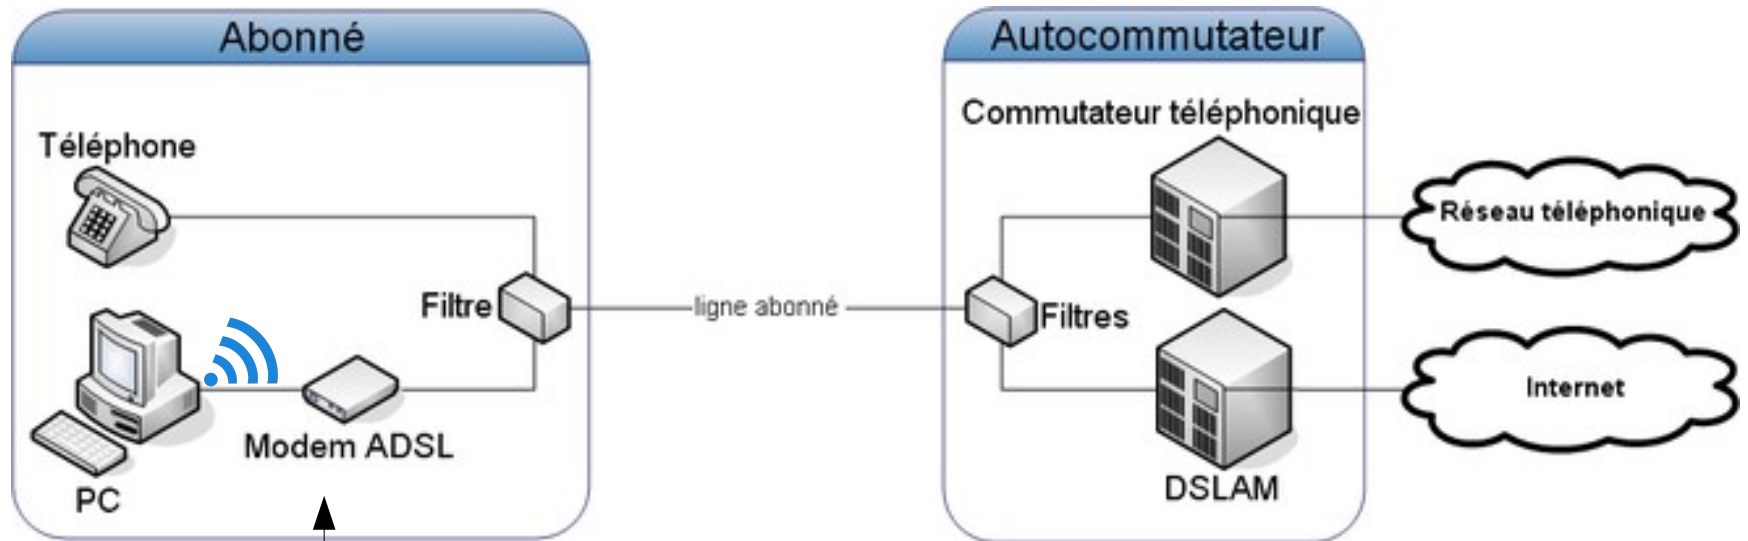 Abonné
Téléphone
Filtre
Modem ADSL
PC
ligne abonné
Autocommutateur
Commutateur téléphonique
Filtres
DSLAM
Réseau téléphonique
Internet